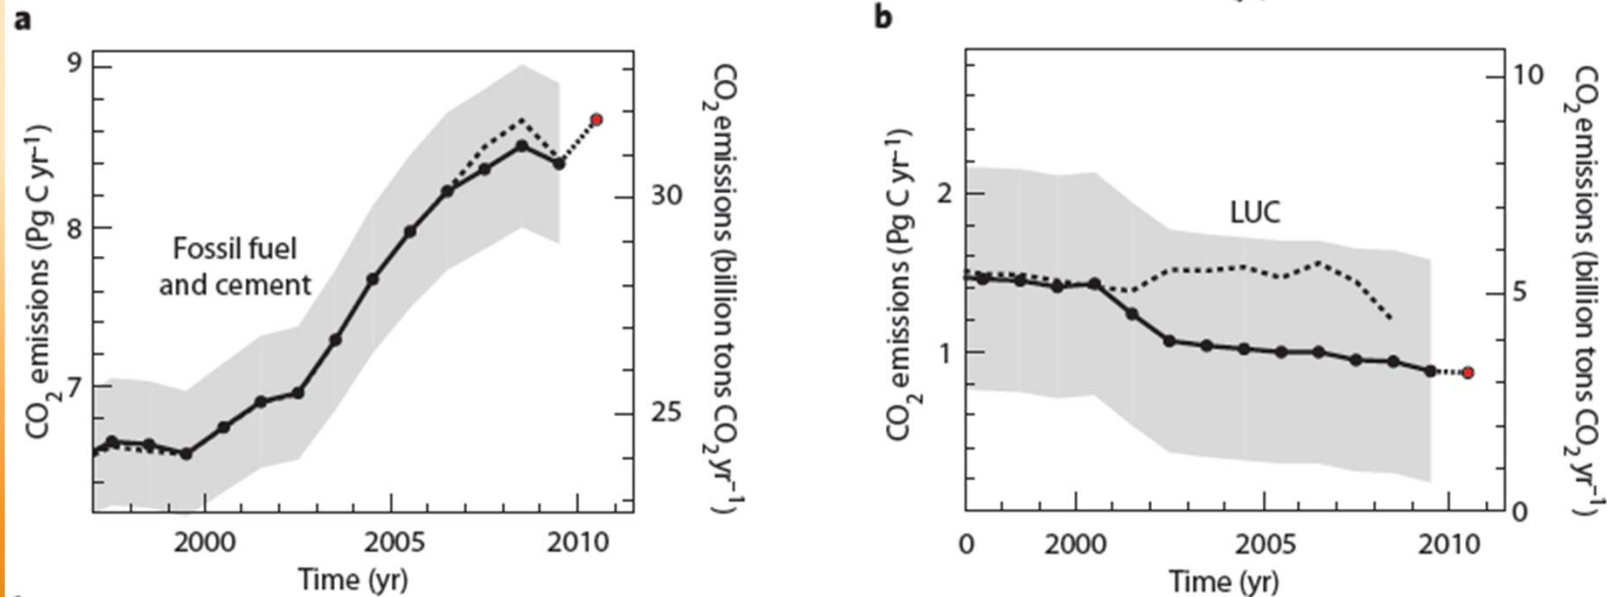 a
9
8
7
CO2 emissions (Pg C yr−1)
Fossil fuel
and cement
30
25
CO2 emissions (billion tons CO2 yr−1)
2000 2005 2010
Time (yr)
b
2
1
CO2 emissions (Pg C yr−1)
LUC
10
5
0
CO2 emissions (billion tons CO2 yr−1)
0 2000 2005 2010
Time (yr)